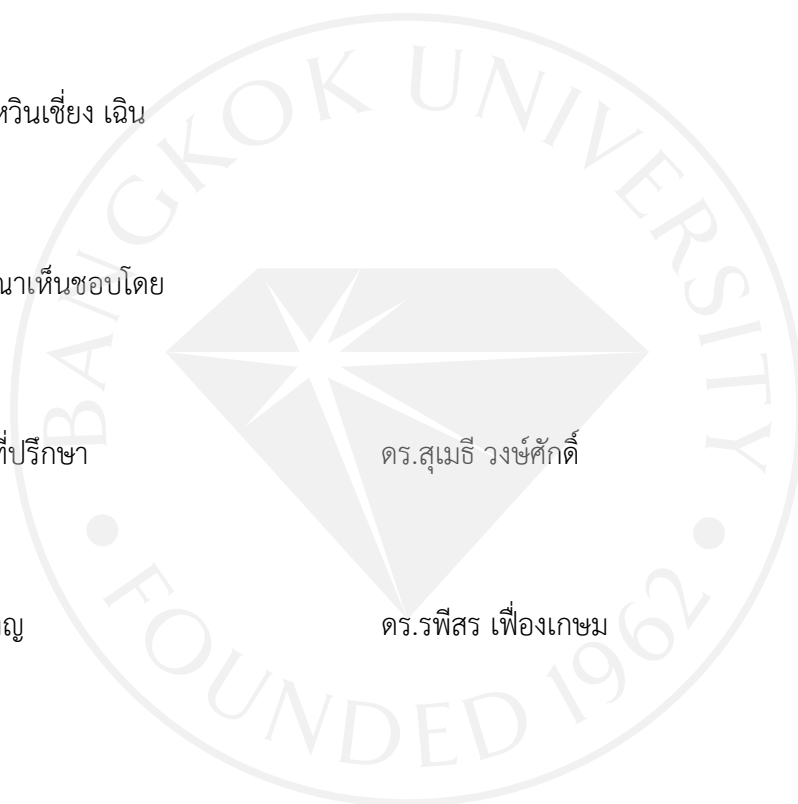 หวินเชี่ยง เฉิน
ณาเห็นชอบโดย
ที่ปรึกษา ดร.สุเมธี วงษ์ศักดิ์
ญ ดร.รพีสร เฟื่องเกษม
BANGKOK UNIVERSITY
FOUNDED 1962